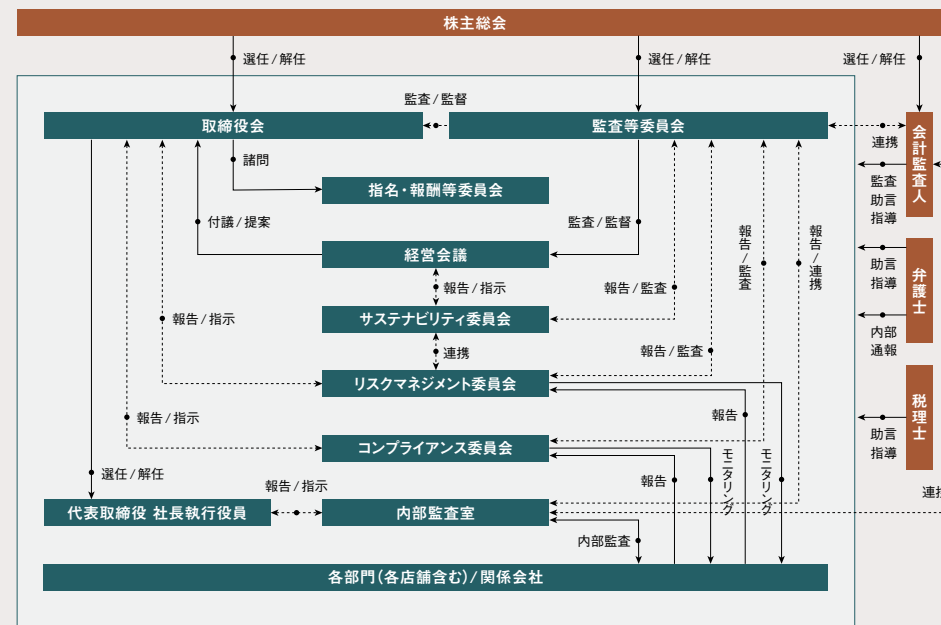 株主総会
選任/解任
選任/解任
選任/解任
監査/監督
取締役会
監査等委員会
会計監査人
連携
諮問
監査
助言
指導
指名・報酬等委員会
付議/提案
監査/監督
報告/監査
報告/連携
経営会議
弁護士
助言
指導
報告/指示
報告/監査
サステナビリティ委員会
内部
通報
報告/指示
連携
報告/監査
リスクマネジメント委員会
税理士
報告
報告/指示
助言
指導
コンプライアンス委員会
モニタリング
モニタリング
選任/解任
報告
報告/指示
連携
代表取締役 社長執行役員
内部監査室
内部監査
各部門(各店舗含む)/関係会社